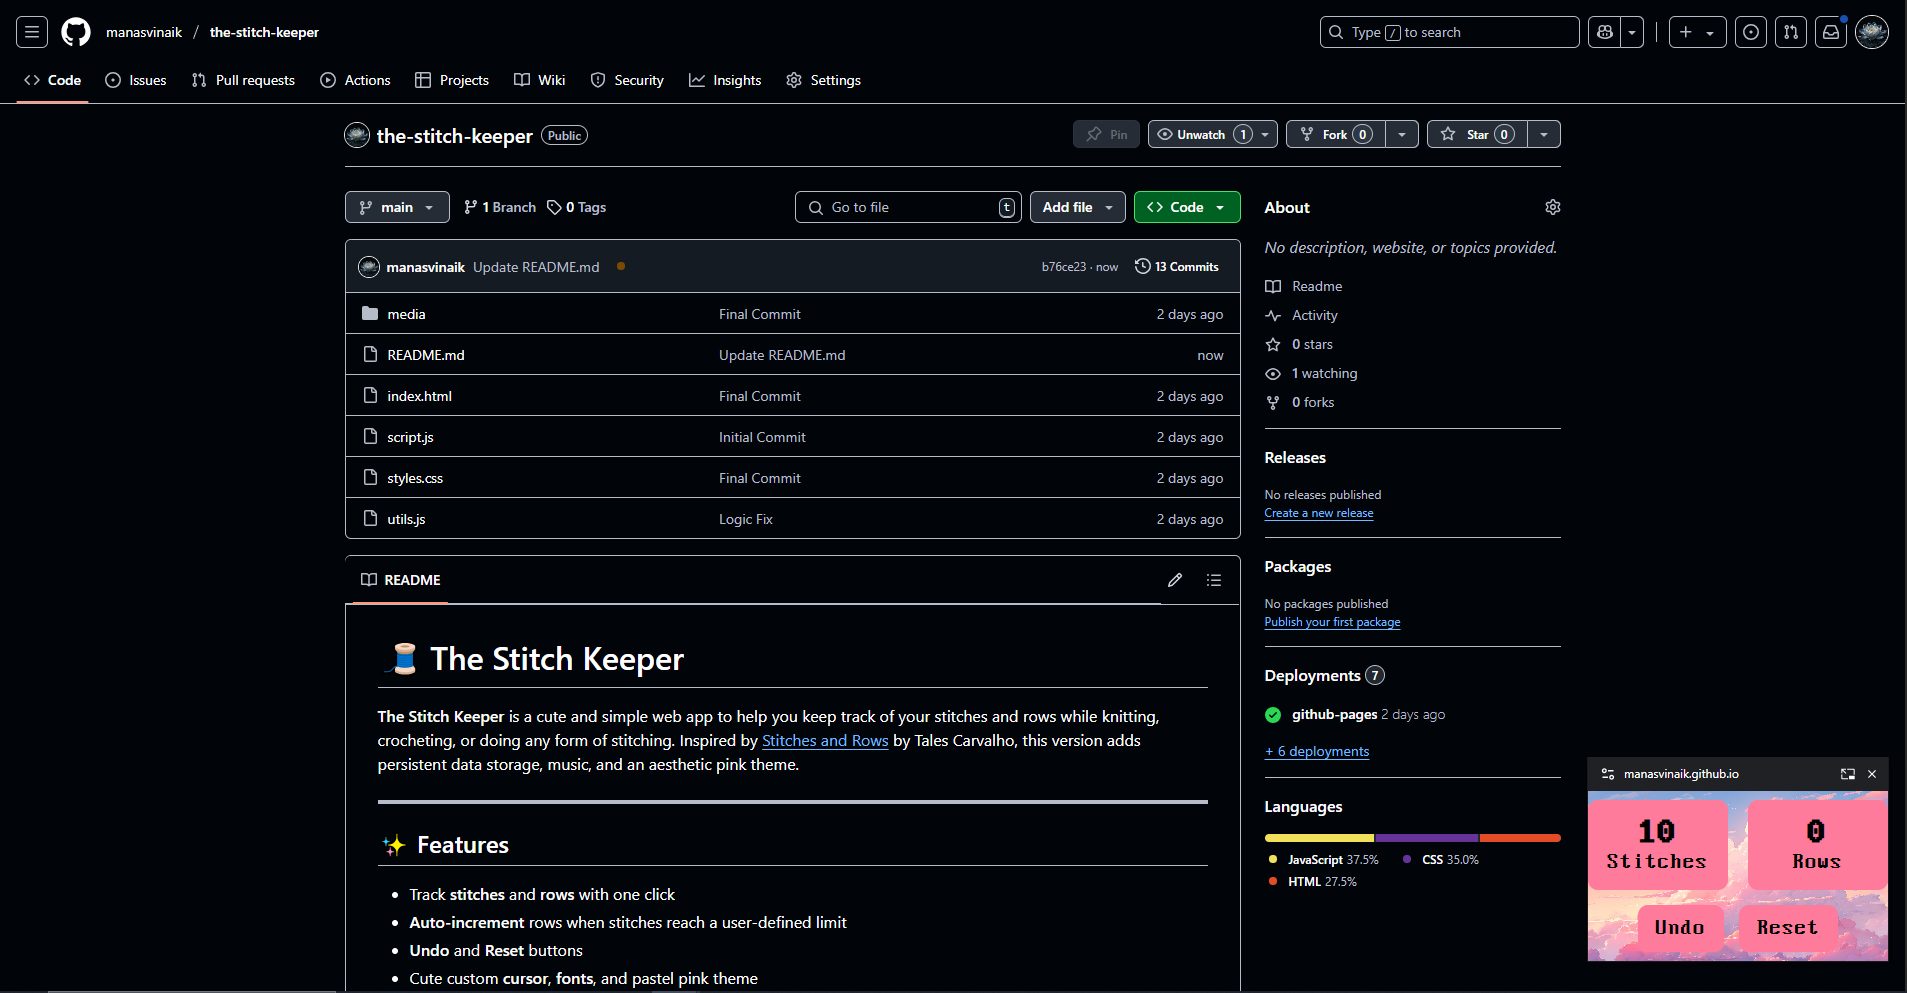 manasvinaik / the-stitch-keeper
Type / to search
Code Issues Pull requests Actions Projects Wiki Security Insights Settings
the-stitch-keeper Public
Pin Unwatch 1 Fork 0 Star 0
main 1 Branch 0 Tags
Go to file t Add file Code
manasvinaik Update README.md b76ce23 · now 13 Commits
media Final Commit 2 days ago
README.md Update README.md now
index.html Final Commit 2 days ago
script.js Initial Commit 2 days ago
styles.css Final Commit 2 days ago
utils.js Logic Fix 2 days ago
README
The Stitch Keeper
The Stitch Keeper is a cute and simple web app to help you keep track of your stitches and rows while knitting,
crocheting, or doing any form of stitching. Inspired by Stitches and Rows by Tales Carvalho, this version adds
persistent data storage, music, and an aesthetic pink theme.
Features
• Track stitches and rows with one click
• Auto-increment rows when stitches reach a user-defined limit
• Undo and Reset buttons
• Cute custom cursor, fonts, and pastel pink theme
About
No description, website, or topics provided.
Readme
Activity
0 stars
1 watching
0 forks
Releases
No releases published
Create a new release
Packages
No packages published
Publish your first package
Deployments 7
github-pages 2 days ago
+ 6 deployments
Languages
JavaScript 37.5% CSS 35.0%
HTML 27.5%
manasvinaik.github.io
10 0
Stitches Rows
Undo Reset